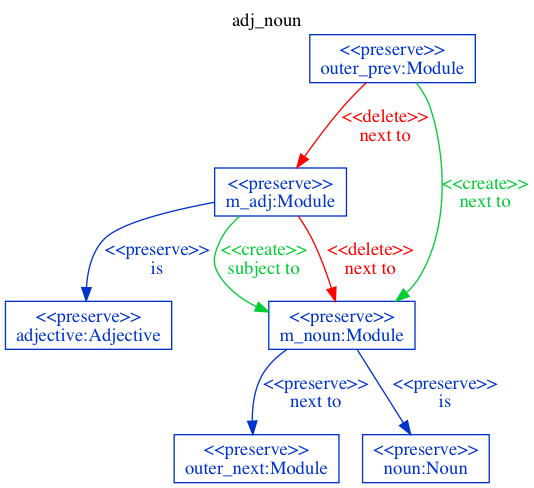 adj_noun
<<preserve>>
outer_prev:Module
<<delete>>
next to
<<create>>
next to
<<preserve>>
m_adj:Module
<<preserve>>
is
<<create>>
subject to
<<delete>>
next to
<<preserve>>
adjective:Adjective
<<preserve>>
m_noun:Module
<<preserve>>
next to
<<preserve>>
is
<<preserve>>
outer_next:Module
<<preserve>>
noun:Noun